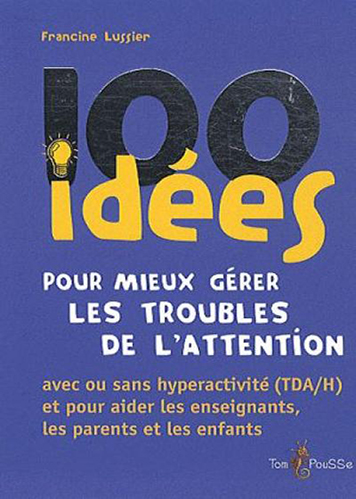 Francine Lussier
100
idées
POUR MIEUX GÉRER
LES TROUBLES
DE L'ATTENTION
avec ou sans hyperactivité (TDA/H)
et pour aider les enseignants,
les parents et les enfants
Tom PouSSe